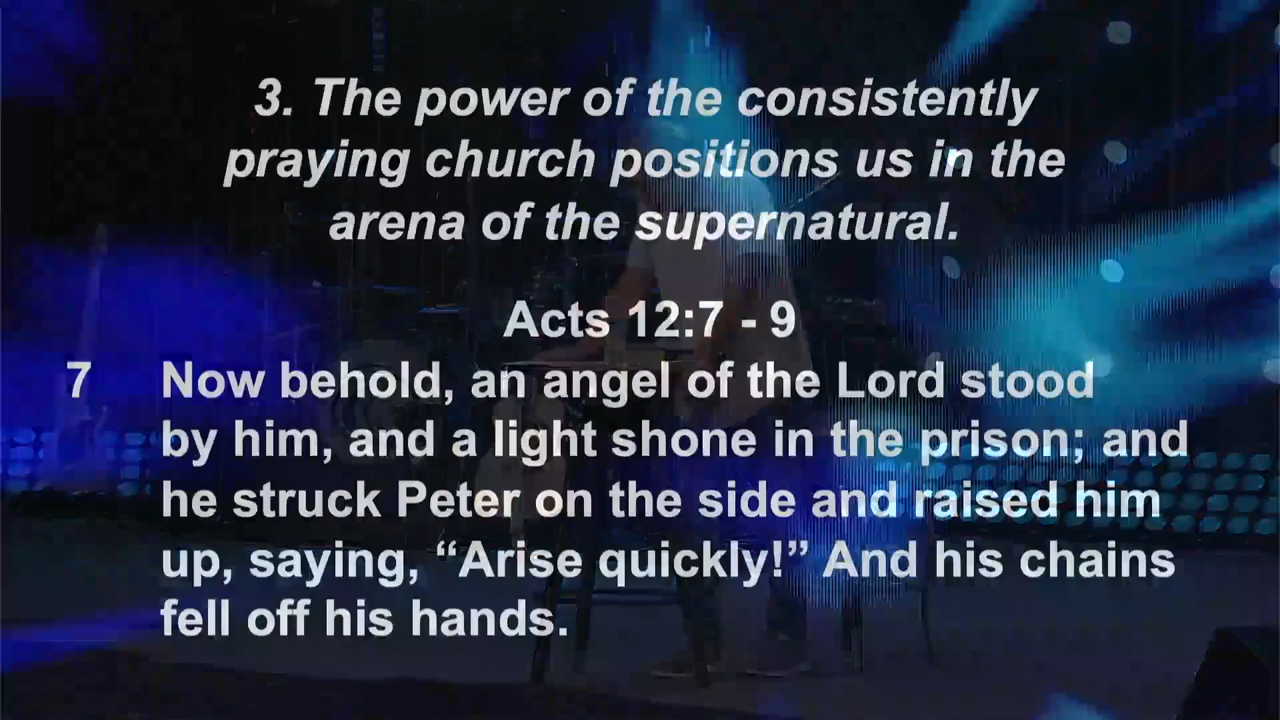 3. The power of the consistently
praying church positions us in the
arena of the supernatural.
Acts 12:7 - 9
7 Now behold, an angel of the Lord stood
by him, and a light shone in the prison; and
he struck Peter on the side and raised him
up, saying, “Arise quickly!” And his chains
fell off his hands.